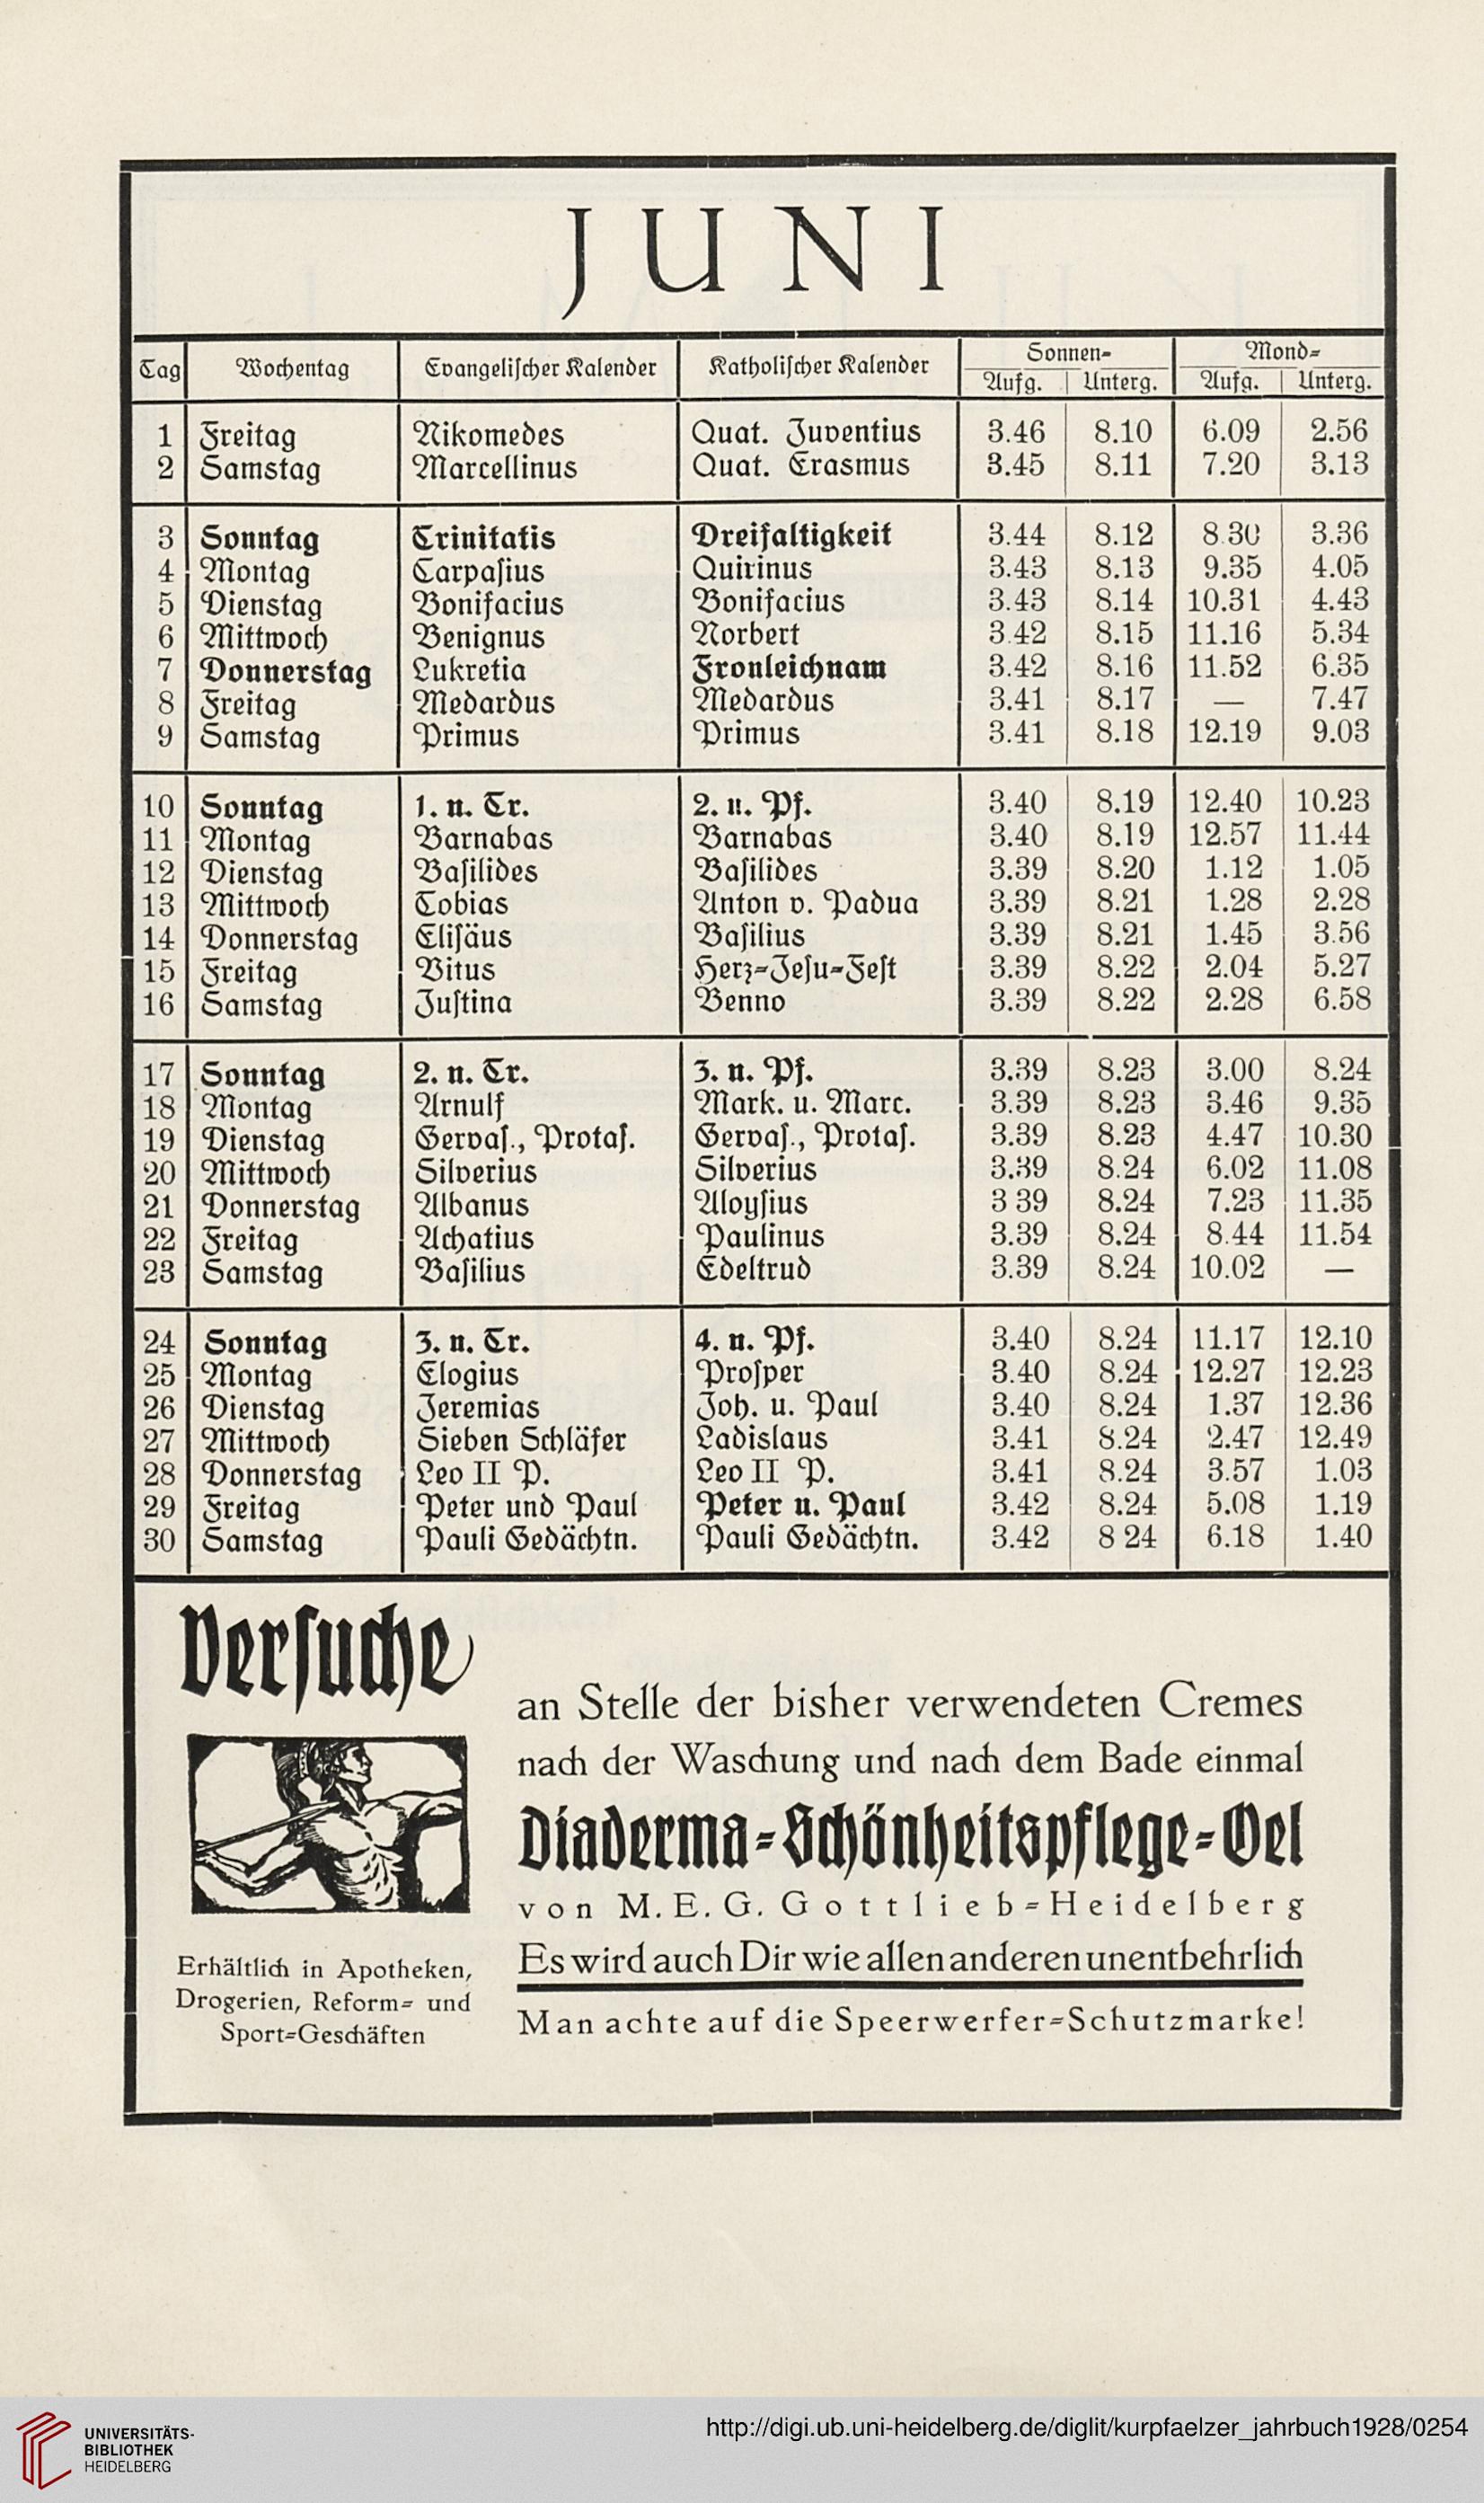 JUNI
Tag Wochentag Evangelischer Kalender Katholischer Kalender Sonnen- Mond-
Aufg. Unterg. Aufg. Unterg.
1 Freitag Nikomedes Quat. Juventius 3.46 8.10 6.09 2.56
2 Samstag Marcellinus Quat. Erasmus 3.45 8.11 7.20 3.13
3 Sonntag Trinitatis Dreifaltigkeit 3.44 8.12 8.30 3.36
4 Montag Carpasius Quirinus 3.43 8.13 9.35 4.05
5 Dienstag Bonifacius Bonifacius 3.43 8.14 10.31 4.43
6 Mittwoch Benignus Norbert 3.42 8.15 11.16 5.34
7 Donnerstag Lukretia Fronleichnam 3.42 8.16 11.52 6.35
8 Freitag Medardus Medardus 3.41 8.17 — 7.47
9 Samstag Primus Primus 3.41 8.18 12.19 9.03
10 Sonntag 1. n. Tr. 2. n. Pf. 3.40 8.19 12.40 10.23
11 Montag Barnabas Barnabas 3.40 8.19 12.57 11.44
12 Dienstag Basilides Basilides 3.39 8.20 1.12 1.05
13 Mittwoch Tobias Anton v. Padua 3.39 8.21 1.28 2.28
14 Donnerstag Elisäus Basilius 3.39 8.21 1.45 3.56
15 Freitag Vitus Herz-Jesu-Fest 3.39 8.22 2.04 5.27
16 Samstag Justina Benno 3.39 8.22 2.28 6.58
17 Sonntag 2. n. Tr. 3. n. Pf. 3.39 8.23 3.00 8.24
18 Montag Arnulf Mark. u. Marc. 3.39 8.23 3.46 9.35
19 Dienstag Gervas., Protas. Gervas., Protas. 3.39 8.23 4.47 10.30
20 Mittwoch Silverius Silverius 3.39 8.24 6.02 11.08
21 Donnerstag Albanus Aloysius 3 39 8.24 7.23 11.35
22 Freitag Achatius Paulinus 3.39 8.24 8.44 11.54
23 Samstag Basilius Edeltrud 3.39 8.24 10.02 —
24 Sonntag 3. n. Tr. 4. n. Pf. 3.40 8.24 11.17 12.10
25 Montag Elogius Prosper 3.40 8.24 12.27 12.23
26 Dienstag Jeremias Joh. u. Paul 3.40 8.24 1.37 12.36
27 Mittwoch Sieben Schläfer Ladislaus 3.41 8.24 2.47 12.49
28 Donnerstag Leo II P. Leo II P. 3.41 8.24 3.57 1.03
29 Freitag Peter und Paul Peter u. Paul 3.42 8.24 5.08 1.19
30 Samstag Pauli Gedächtn. Pauli Gedächtn. 3.42 8 24 6.18 1.40
Versuche
an Stelle der bisher verwendeten Cremes
nach der Waschung und nach dem Bade einmal
Diaderma-Schönheitspflege-Oel
von M. E. G. Gottlieb-Heidelberg
Es wird auch Dir wie allen anderen unentbehrlich
Man achte auf die Speerwerfer-Schutzmarke!
Erhältlich in Apotheken,
Drogerien, Reform- und
Sport-Geschäften
UNIVERSITÄTS-
BIBLIOTHEK
HEIDELBERG
http://digi.ub.uni-heidelberg.de/diglit/kurpfaelzer_jahrbuch1928/0254